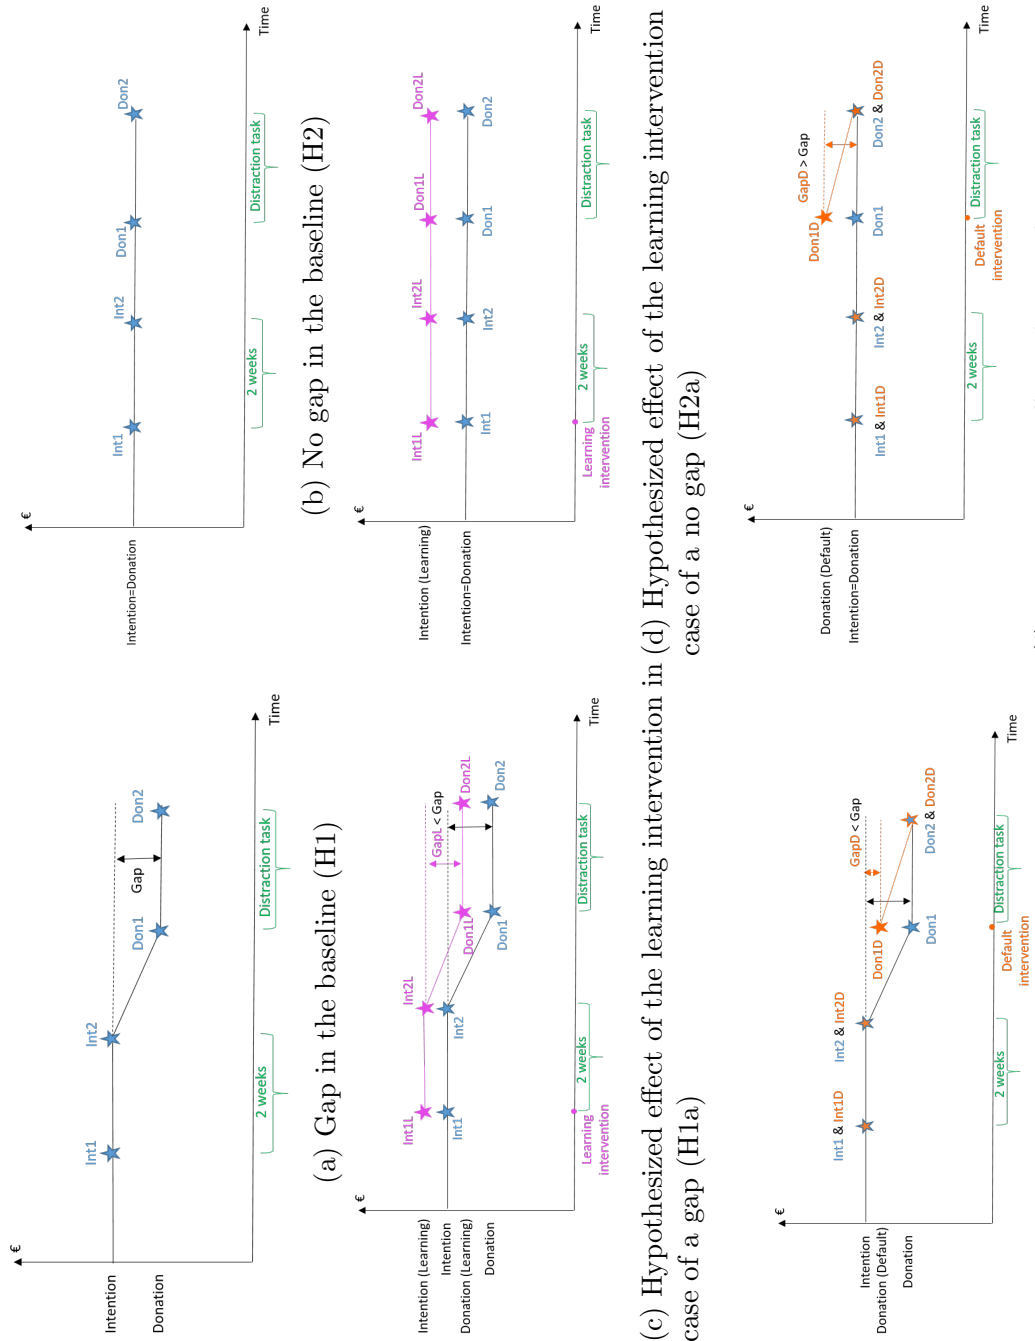 €
Intention
Donation
Int1
Int2
Don1
Don2
Gap
2 weeks
Distraction task
Time
(a) Gap in the baseline (H1)
€
Intention=Donation
Int1
Int2
Don1
Don2
2 weeks
Distraction task
Time
(b) No gap in the baseline (H2)
€
Intention (Learning)
Intention
Donation (Learning)
Donation
Int1L
Int2L
Int1
Int2
GapL < Gap
Don1L
Don2L
Don1
Don2
Learning
intervention
2 weeks
Distraction task
Time
(c) Hypothesized effect of the learning intervention in
case of a gap (H1a)
€
Intention (Learning)
Intention=Donation
Int1L
Int2L
Don1L
Don2L
Int1
Int2
Don1
Don2
Learning
intervention
2 weeks
Distraction task
Time
(d) Hypothesized effect of the learning intervention
case of a no gap (H2a)
€
Intention
Donation (Default)
Donation
Int1 & Int1D
Int2 & Int2D
GapD < Gap
Don1D
Don1
Don2 & Don2D
2 weeks
Default
intervention
Distraction task
Time
€
Donation (Default)
Intention=Donation
Int1 & Int1D
Int2 & Int2D
Don1D
GapD > Gap
Don1
Don2 & Don2D
2 weeks
Default
intervention
Distraction task
Time